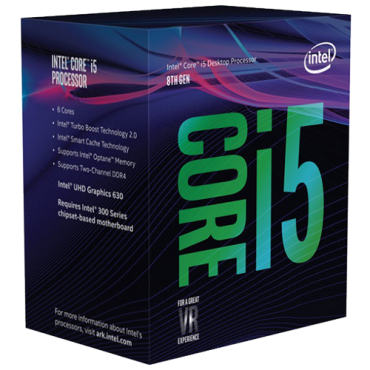 INTEL® CORE™ i5
PROCESSOR
• 6 Cores
• Intel® Turbo Boost Technology 2.0
• Intel® Smart Cache Technology
• Supports Intel® Optane™ Memory
• Supports Two-Channel DDR4
Intel® UHD Graphics 630
Requires Intel® 300 Series
chipset-based motherboard
For more information about Intel's
processors, visit ark.intel.com
Intel® Core™ i5 Desktop Processor
8TH GEN
intel
CORE i5
FOR A GREAT
VR
EXPERIENCE